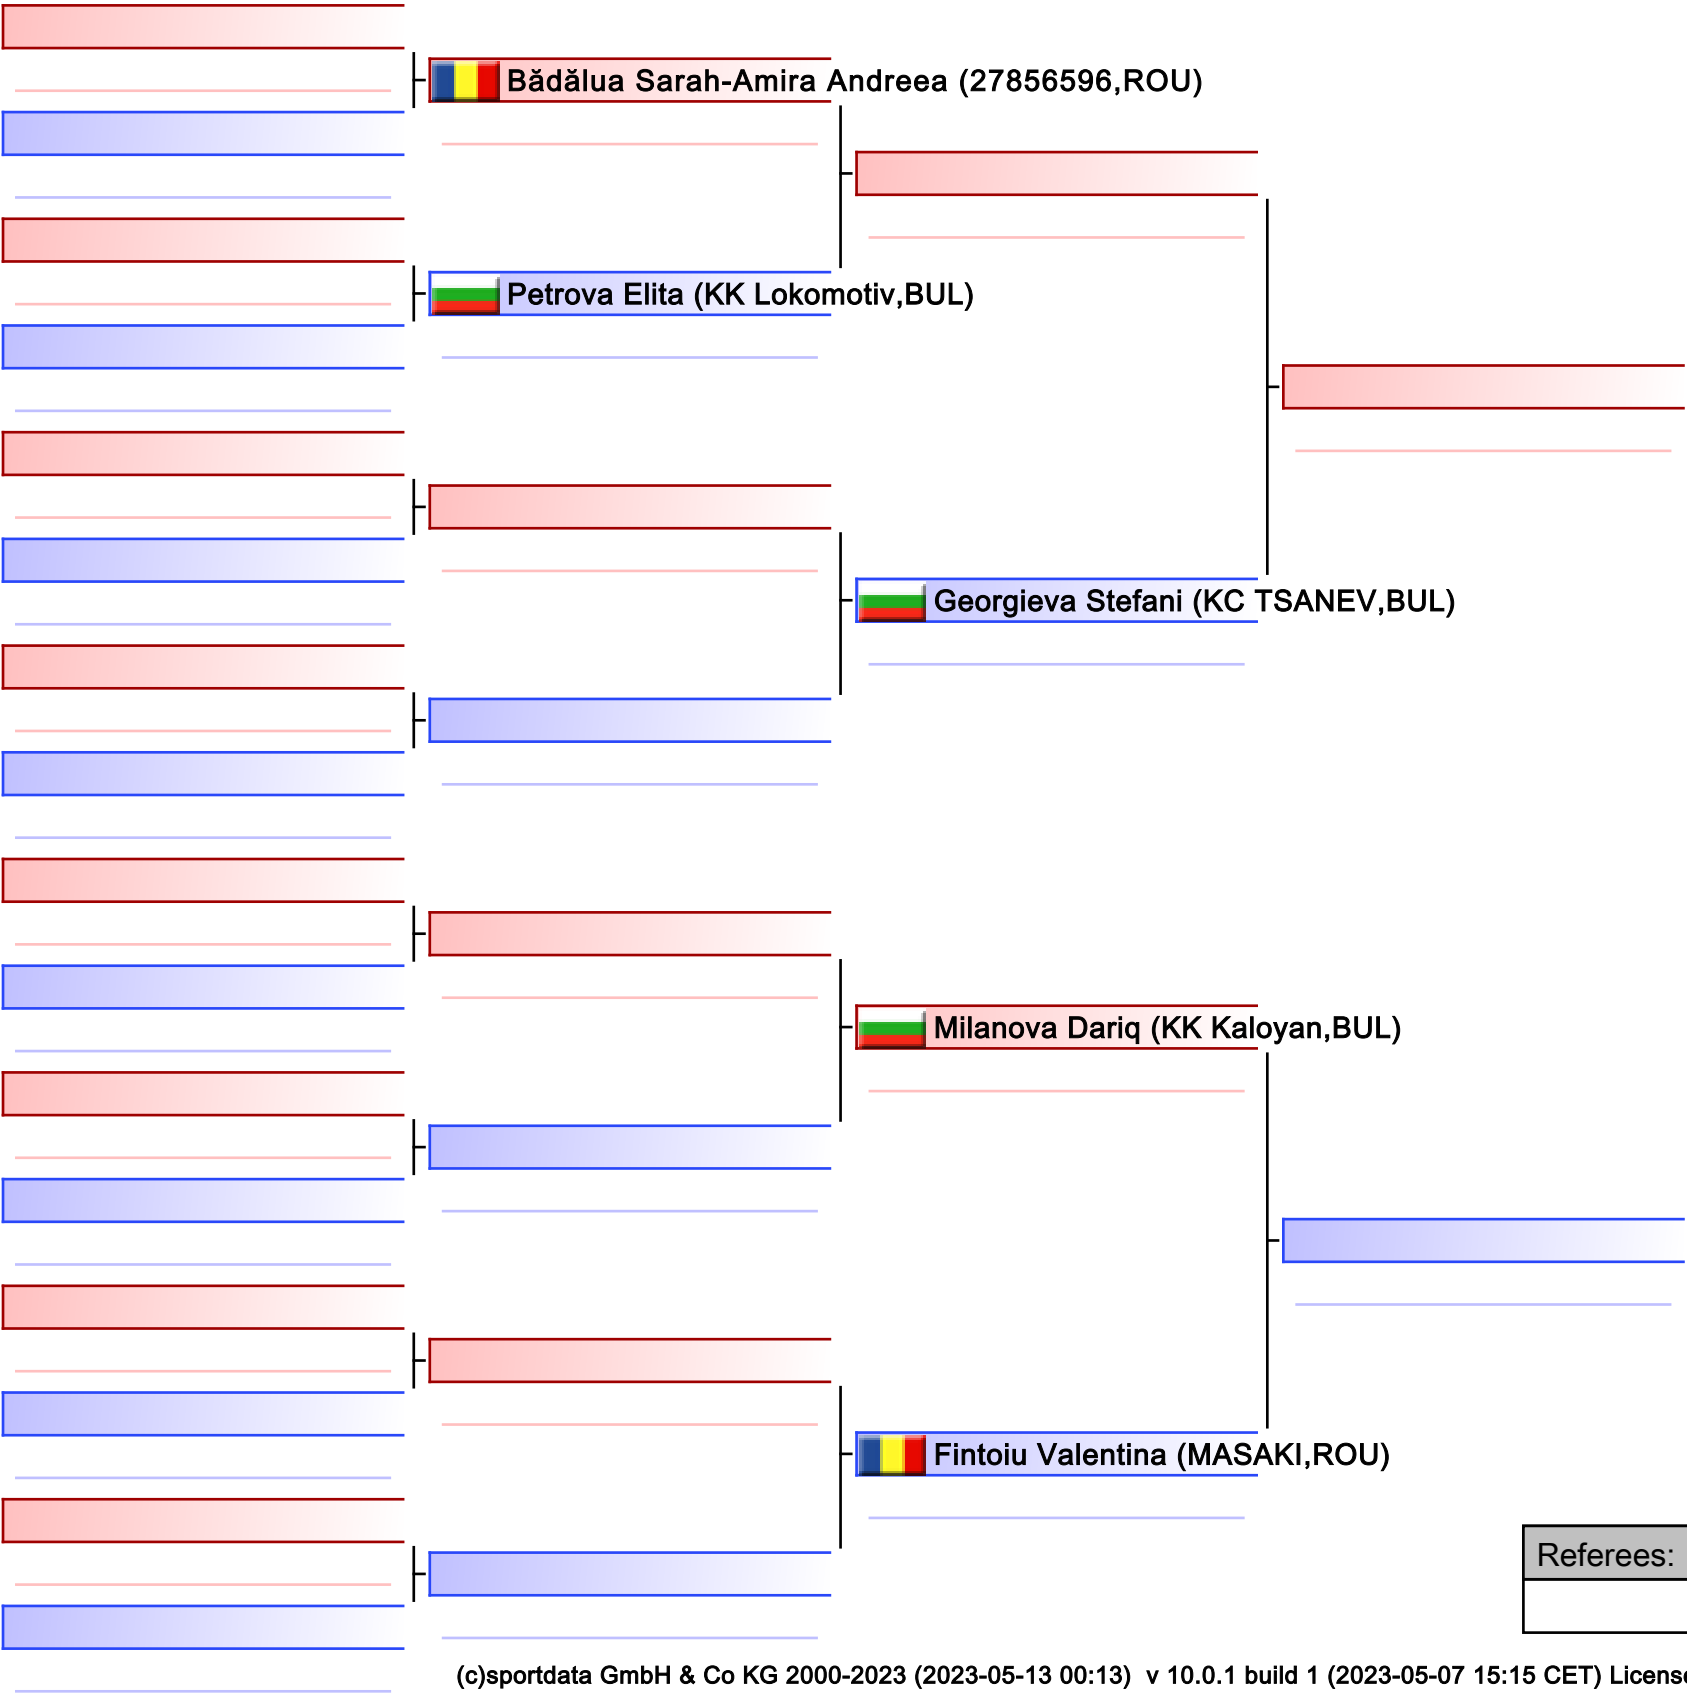 Bădălua Sarah-Amira Andreea (27856596,ROU)
Petrova Elita (KK Lokomotiv,BUL)
Georgieva Stefani (KC TSANEV,BUL)
Milanova Dariq (KK Kaloyan,BUL)
Fintoiu Valentina (MASAKI,ROU)
Referees:
(c)sportdata GmbH & Co KG 2000-2023 (2023-05-13 00:13) v 10.0.1 build 1 (2023-05-07 15:15 CET) License